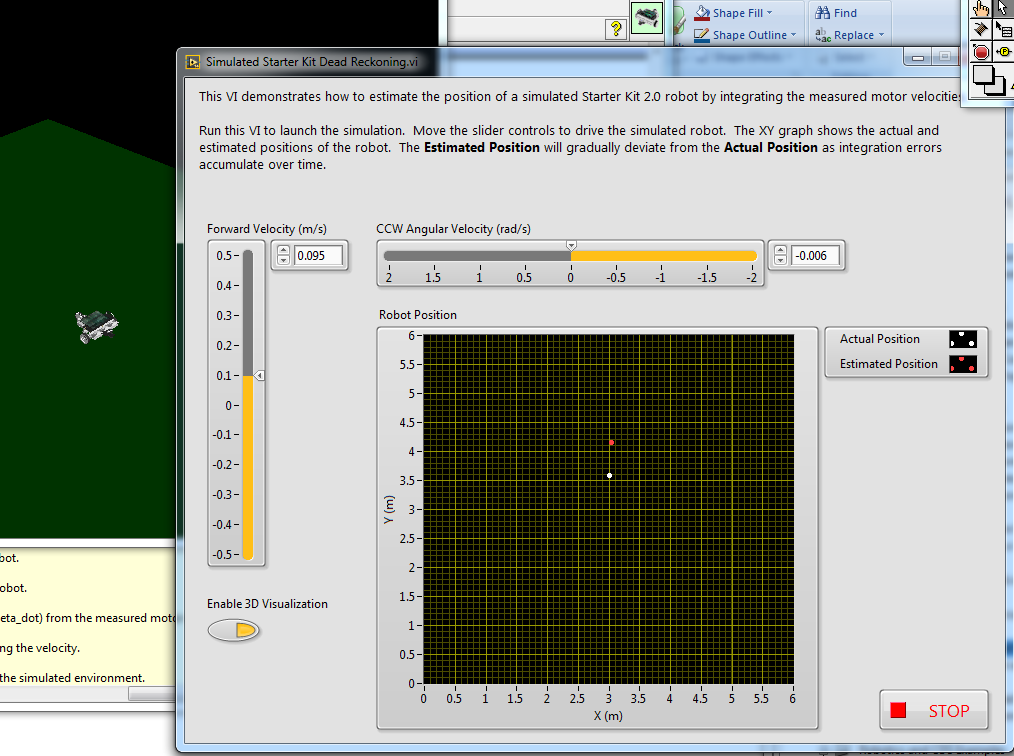 Shape Fill
Find
Shape Outline
Replace
Simulated Starter Kit Dead Reckoning.vi
This VI demonstrates how to estimate the position of a simulated Starter Kit 2.0 robot by integrating the measured motor velocities
Run this VI to launch the simulation. Move the slider controls to drive the simulated robot. The XY graph shows the actual and
estimated positions of the robot. The Estimated Position will gradually deviate from the Actual Position as integration errors
accumulate over time.
Forward Velocity (m/s)
CCW Angular Velocity (rad/s)
0.095
-0.006
0.5
0.4
0.3
0.2
0.1
0
-0.1
-0.2
-0.3
-0.4
-0.5
2 1.5 1 0.5 0 -0.5 -1 -1.5 -2
Robot Position
Actual Position
Estimated Position
6
5.5
5
4.5
4
3.5
3
2.5
2
1.5
1
0.5
0
Y (m)
0 0.5 1 1.5 2 2.5 3 3.5 4 4.5 5 5.5 6
X (m)
Enable 3D Visualization
STOP
bot.
obot.
eta_dot) from the measured moto
ng the velocity.
the simulated environment.